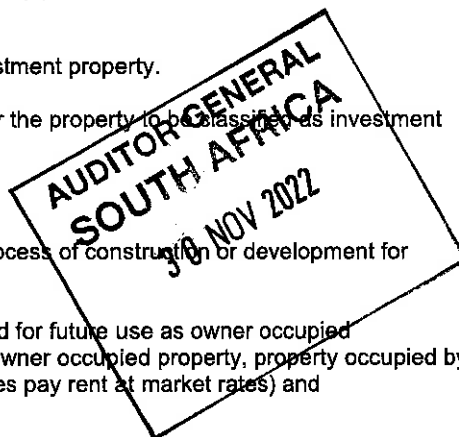 stment property.
r the property to be classified as investment
AUDITOR GENERAL
SOUTH AFRICA
30 NOV 2022
ocess of construction or development for
d for future use as owner occupied
wner occupied property, property occupied by
es pay rent at market rates) and